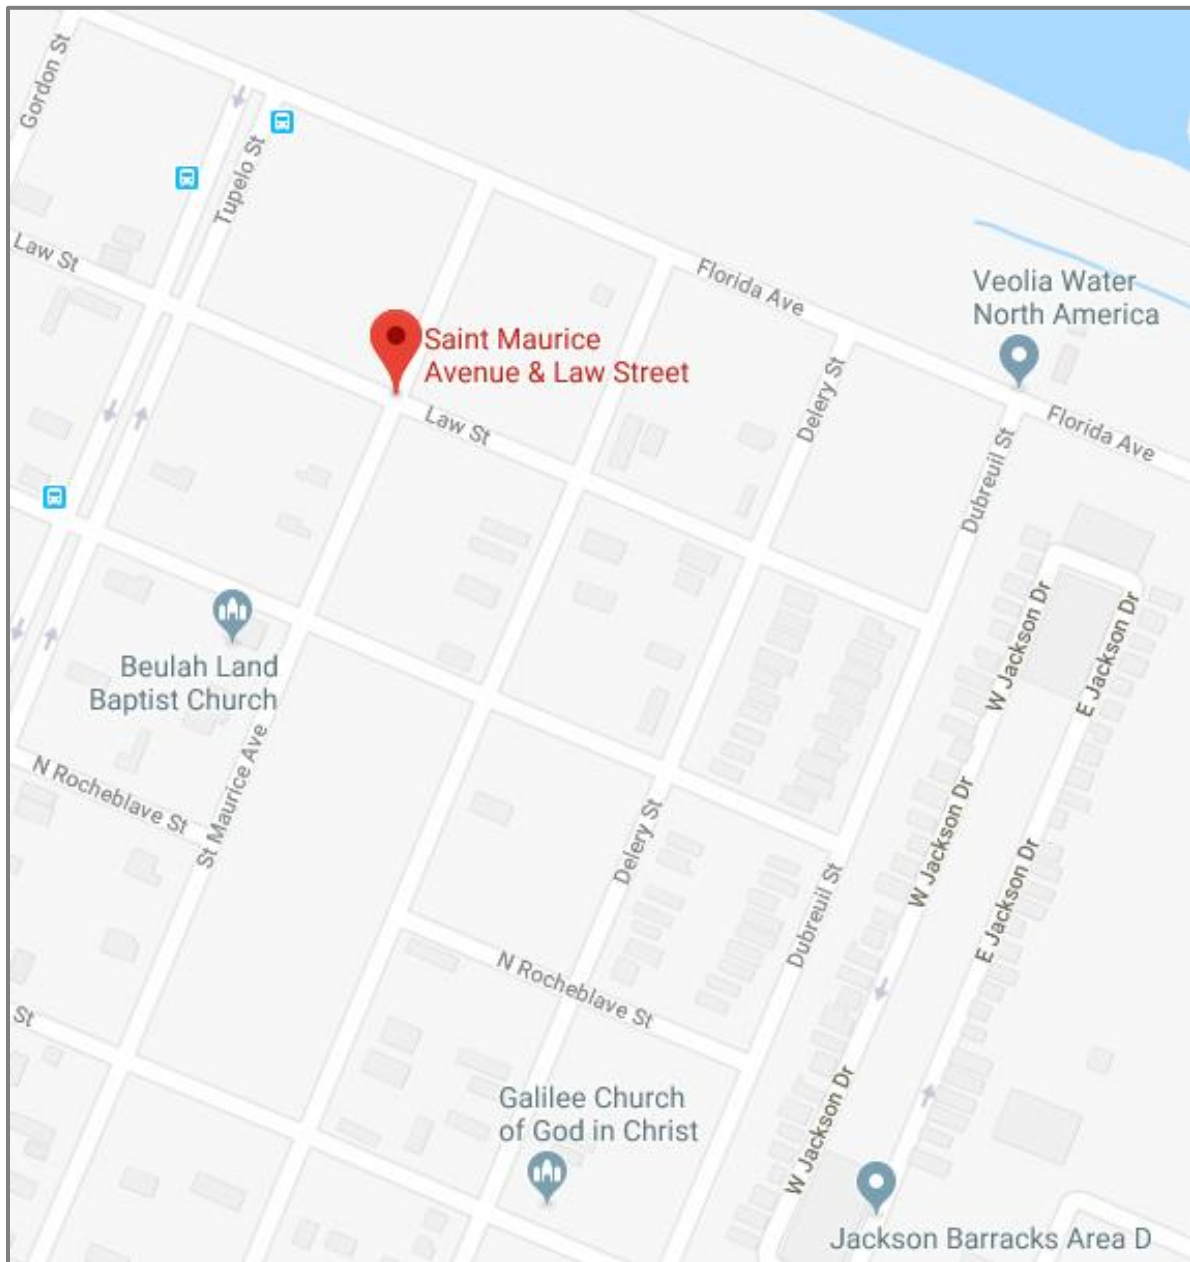 Gordon St
Tupelo St
Law St
Florida Ave
Veolia Water
North America
Saint Maurice
Avenue & Law Street
Law St
Delery St
Florida Ave
Dubreuil St
W Jackson Dr
E Jackson Dr
Beulah Land
Baptist Church
N Rocheblave St
St Maurice Ave
W Jackson Dr
Delery St
E Jackson Dr
Dubreuil St
N Rocheblave St
St
W Jackson Dr
Galilee Church
of God in Christ
Jackson Barracks Area D